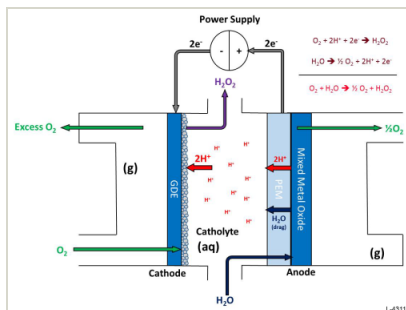 Power Supply
2e⁻
2e⁻
-
+
O₂ + 2H⁺ + 2e⁻ → H₂O₂
H₂O → ½ O₂ + 2H⁺ + 2e⁻
O₂ + H₂O → ½ O₂ + H₂O₂
H₂O₂
Excess O₂
½O₂
(g)
2H⁺
2H⁺
H⁺
H⁺
H⁺
H⁺
H⁺
H⁺
H⁺
H⁺
H⁺
GDE
PEM
Mixed Metal Oxide
H₂O
(drag)
Catholyte
(aq)
O₂
(g)
Cathode
Anode
H₂O